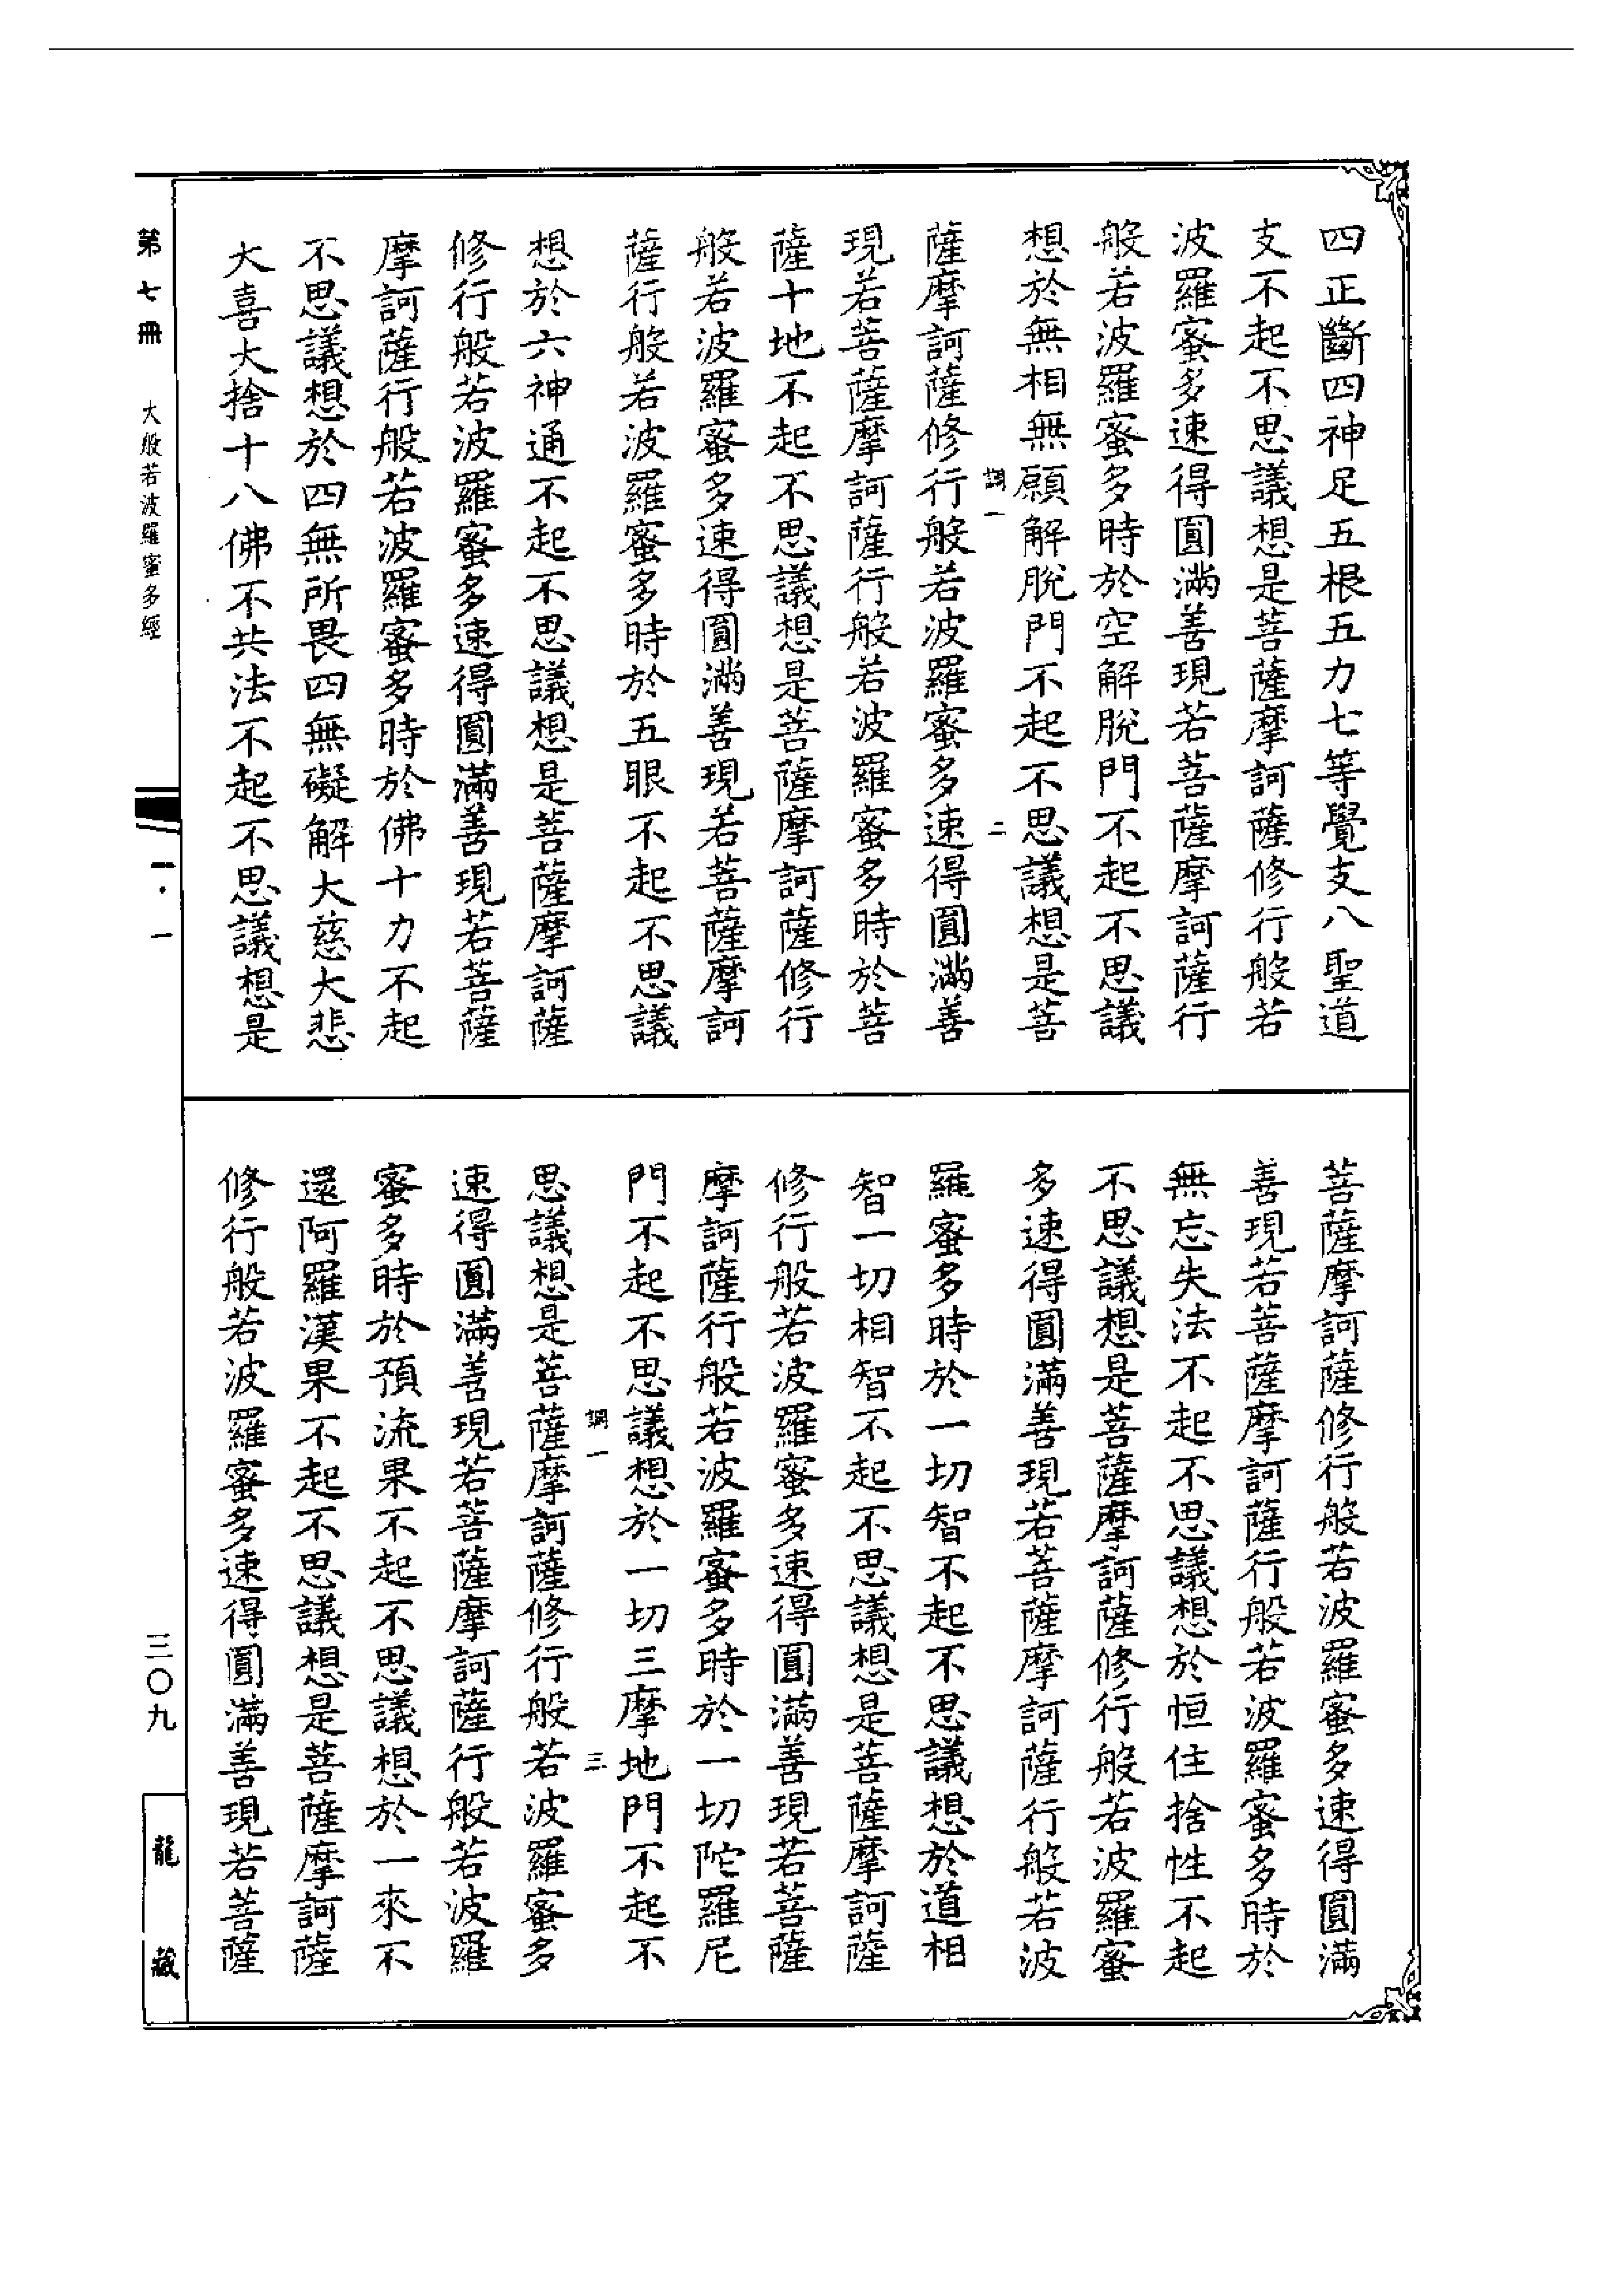 四正斷四神足五根五力七等覺支八聖道
支不起不思議想是菩薩摩訶薩修行般若
波羅蜜多速得圓滿善現若菩薩摩訶薩行
般若波羅蜜多時於空解脫門不起不思議
想於無相無願解脫門不起不思議想是菩
調一 二
薩摩訶薩修行般若波羅蜜多速得圓滿善
現若菩薩摩訶薩行般若波羅蜜多時於菩
薩十地不起不思議想是菩薩摩訶薩修行
般若波羅蜜多速得圓滿善現若菩薩摩訶
薩行般若波羅蜜多時於五眼不起不思議
想於六神通不起不思議想是菩薩摩訶薩
修行般若波羅蜜多速得圓滿善現若菩薩
摩訶薩行般若波羅蜜多時於佛十力不起
不思議想於四無所畏四無礙解大慈大悲
大喜大捨十八佛不共法不起不思議想是
菩薩摩訶薩修行般若波羅蜜多速得圓滿
善現若菩薩摩訶薩行般若波羅蜜多時於
無忘失法不起不思議想於恒住捨性不起
不思議想是菩薩摩訶薩修行般若波羅蜜
多速得圓滿善現若菩薩摩訶薩行般若波
羅蜜多時於一切智不起不思議想於道相
智一切相智不起不思議想是菩薩摩訶薩
修行般若波羅蜜多速得圓滿善現若菩薩
摩訶薩行般若波羅蜜多時於一切陀羅尼
門不起不思議想於一切三摩地門不起不
調一 三
思議想是菩薩摩訶薩修行般若波羅蜜多
速得圓滿善現若菩薩摩訶薩行般若波羅
蜜多時於預流果不起不思議想於一來不
還阿羅漢果不起不思議想是菩薩摩訶薩
修行般若波羅蜜多速得圓滿善現若菩薩
第七冊 大般若波羅蜜多經
一·一
三〇九
龍藏